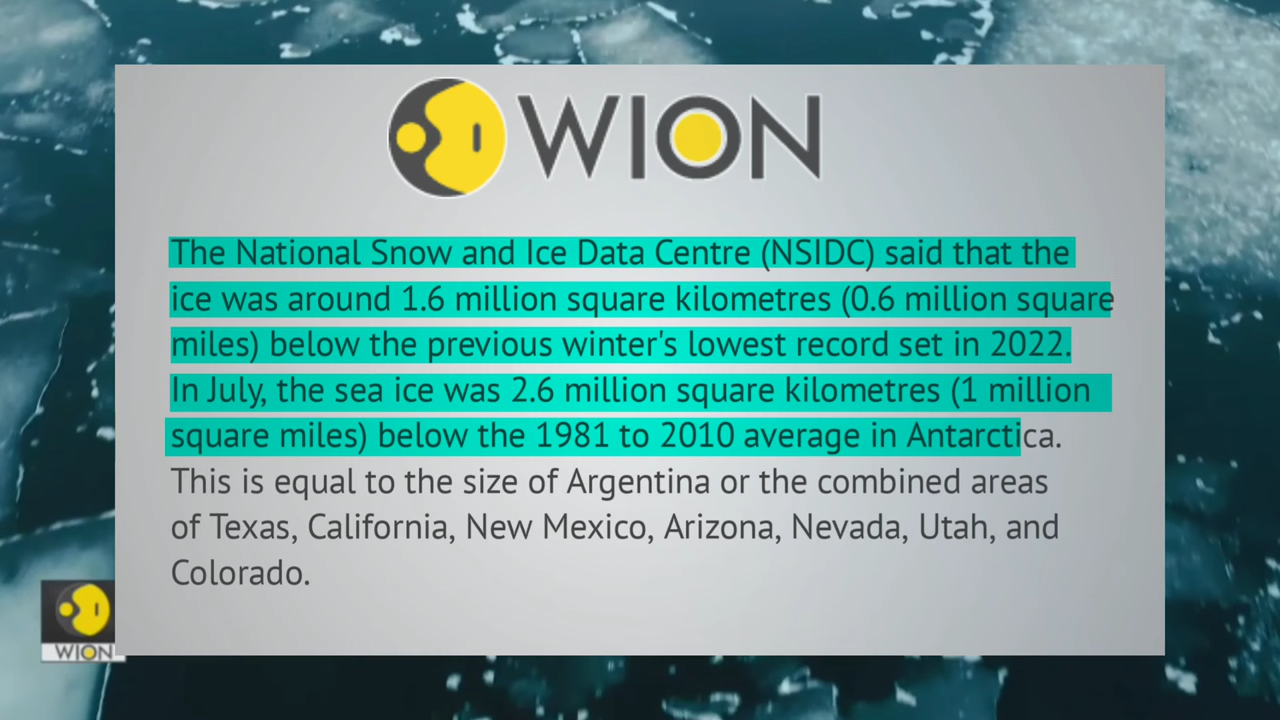 WION
The National Snow and Ice Data Centre (NSIDC) said that the
ice was around 1.6 million square kilometres (0.6 million square
miles) below the previous winter's lowest record set in 2022.
In July, the sea ice was 2.6 million square kilometres (1 million
square miles) below the 1981 to 2010 average in Antarctica.
This is equal to the size of Argentina or the combined areas
of Texas, California, New Mexico, Arizona, Nevada, Utah, and
Colorado.
WION